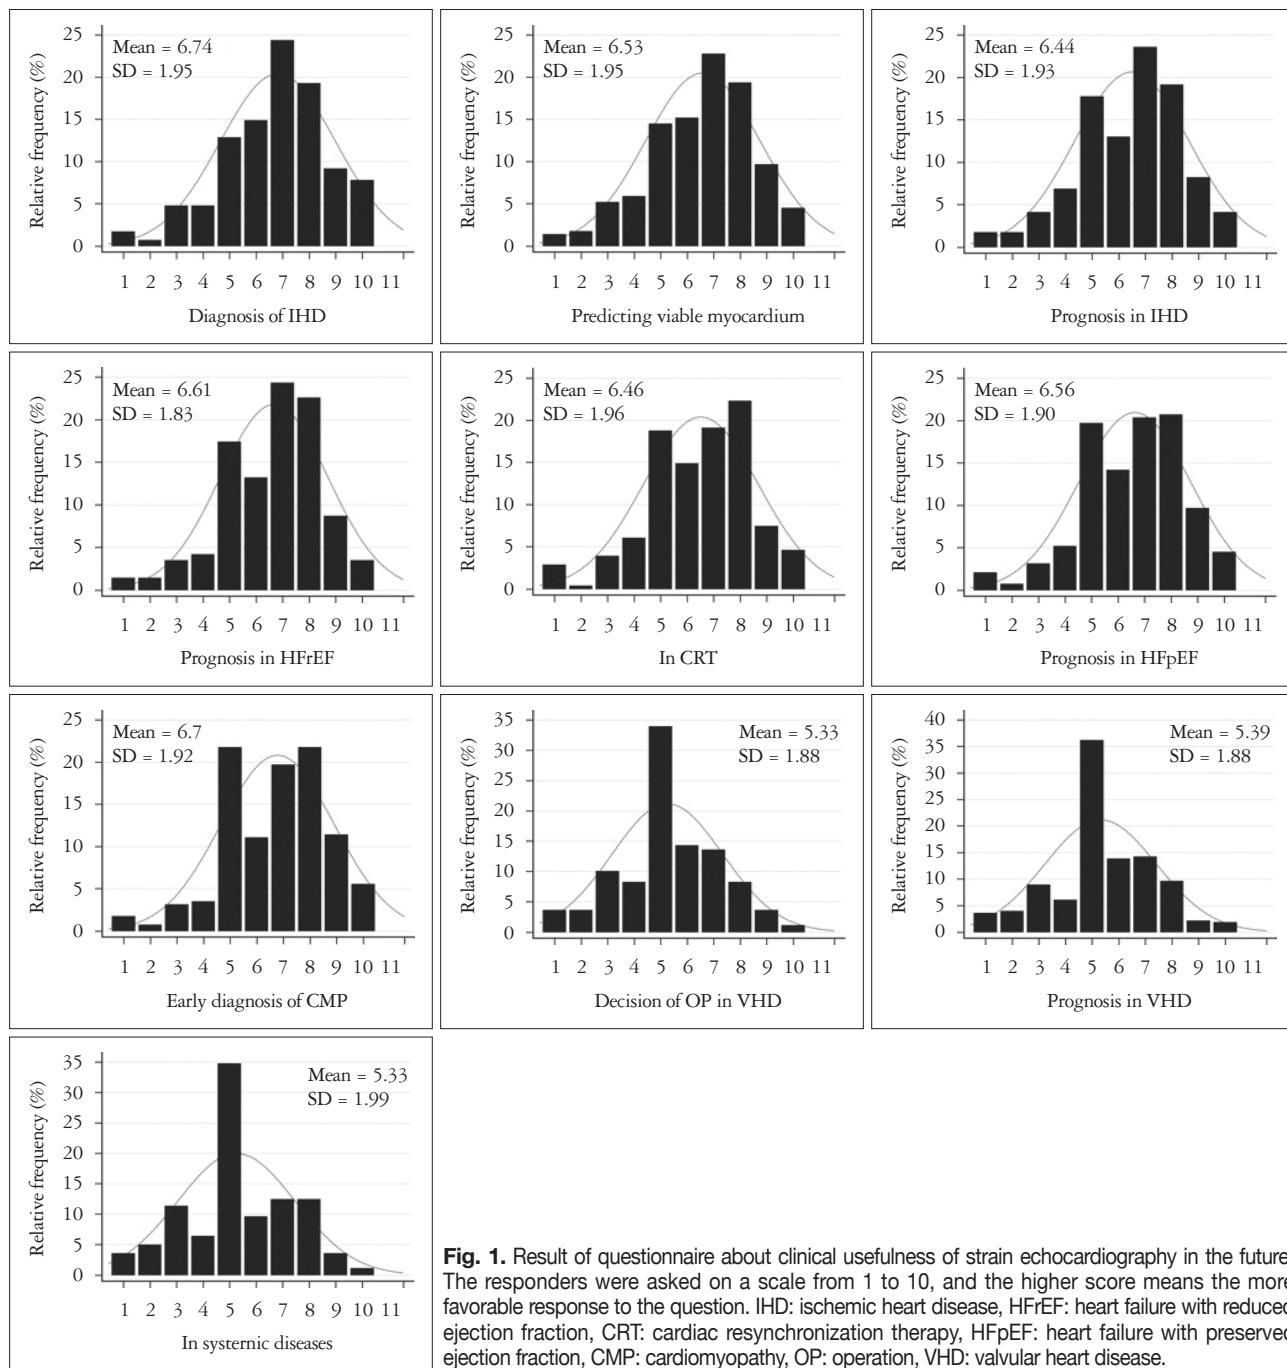 Mean = 6.74
SD = 1.95
Relative frequency (%)
25
20
15
10
5
0
1 2 3 4 5 6 7 8 9 10 11
Diagnosis of IHD
Mean = 6.53
SD = 1.95
Relative frequency (%)
25
20
15
10
5
0
1 2 3 4 5 6 7 8 9 10 11
Predicting viable myocardium
Mean = 6.44
SD = 1.93
Relative frequency (%)
25
20
15
10
5
0
1 2 3 4 5 6 7 8 9 10 11
Prognosis in IHD
Mean = 6.61
SD = 1.83
Relative frequency (%)
25
20
15
10
5
0
1 2 3 4 5 6 7 8 9 10 11
Prognosis in HFrEF
Mean = 6.46
SD = 1.96
Relative frequency (%)
25
20
15
10
5
0
1 2 3 4 5 6 7 8 9 10 11
In CRT
Mean = 6.56
SD = 1.90
Relative frequency (%)
25
20
15
10
5
0
1 2 3 4 5 6 7 8 9 10 11
Prognosis in HFpEF
Mean = 6.7
SD = 1.92
Relative frequency (%)
25
20
15
10
5
0
1 2 3 4 5 6 7 8 9 10 11
Early diagnosis of CMP
Mean = 5.33
SD = 1.88
Relative frequency (%)
35
30
25
20
15
10
5
0
1 2 3 4 5 6 7 8 9 10 11
Decision of OP in VHD
Mean = 5.39
SD = 1.88
Relative frequency (%)
40
35
30
25
20
15
10
5
0
1 2 3 4 5 6 7 8 9 10 11
Prognosis in VHD
Mean = 5.33
SD = 1.99
Relative frequency (%)
35
30
25
20
15
10
5
0
1 2 3 4 5 6 7 8 9 10 11
In systernic diseases
Fig. 1. Result of questionnaire about clinical usefulness of strain echocardiography in the future
The responders were asked on a scale from 1 to 10, and the higher score means the more
favorable response to the question. IHD: ischemic heart disease, HFrEF: heart failure with reduced
ejection fraction, CRT: cardiac resynchronization therapy, HFpEF: heart failure with preserved
ejection fraction, CMP: cardiomyopathy, OP: operation, VHD: valvular heart disease.